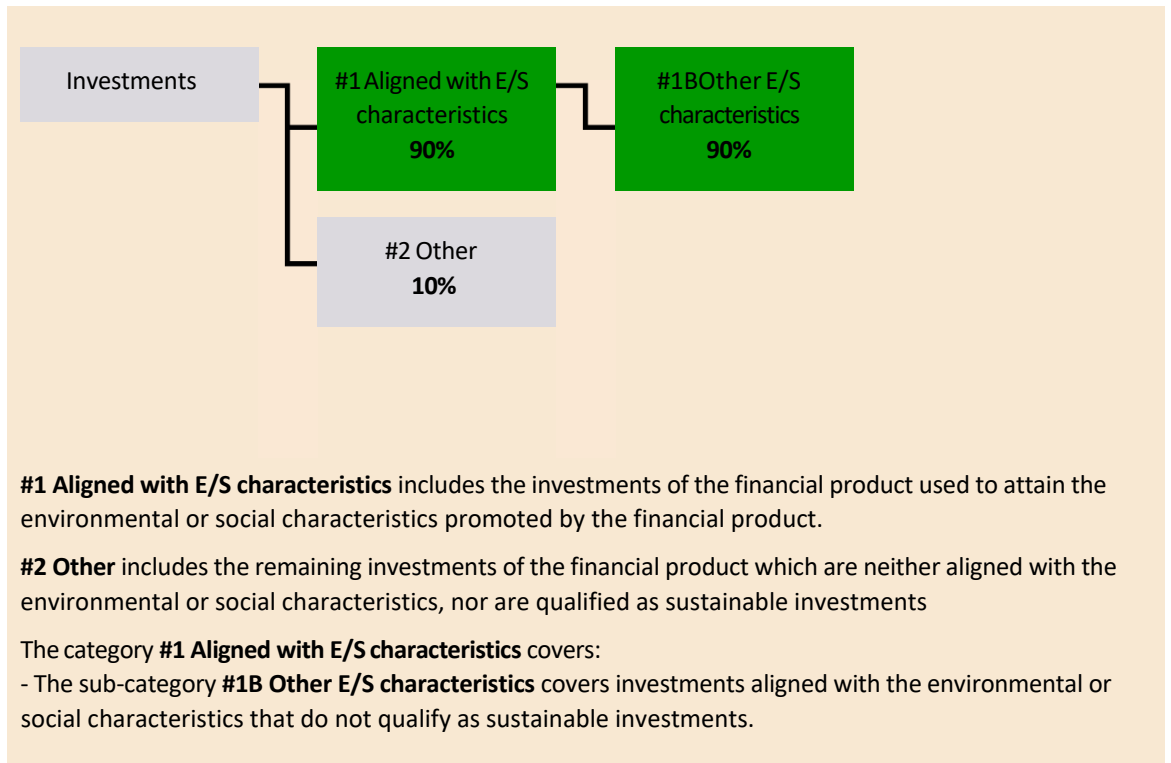 Investments
#1 Aligned with E/S
characteristics
90%
#1BOther E/S
characteristics
90%
#2 Other
10%
#1 Aligned with E/S characteristics includes the investments of the financial product used to attain the
environmental or social characteristics promoted by the financial product.
#2 Other includes the remaining investments of the financial product which are neither aligned with the
environmental or social characteristics, nor are qualified as sustainable investments
The category #1 Aligned with E/S characteristics covers:
- The sub-category #1B Other E/S characteristics covers investments aligned with the environmental or
social characteristics that do not qualify as sustainable investments.